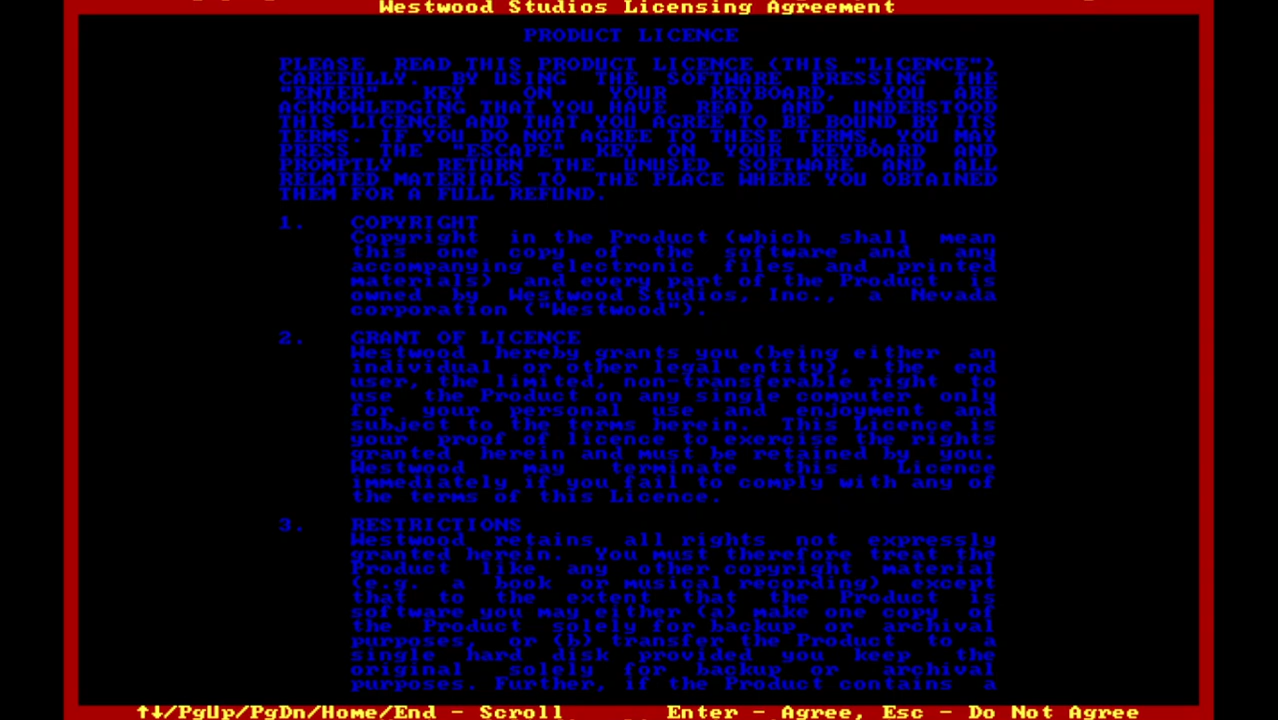 Westwood Studios Licensing Agreement
PRODUCT LICENCE
PLEASE READ THIS PRODUCT LICENCE (THIS "LICENCE")
CAREFULLY. BY USING THE SOFTWARE PRESSING THE
"ENTER" KEY ON YOUR KEYBOARD, YOU ARE
ACKNOWLEDGING THAT YOU HAVE READ AND UNDERSTOOD
THIS LICENCE AND THAT YOU AGREE TO BE BOUND BY ITS
TERMS. IF YOU DO NOT AGREE TO THESE TERMS, YOU MAY
PRESS THE "ESCAPE" KEY ON YOUR KEYBOARD AND
PROMPTLY RETURN THE UNUSED SOFTWARE AND ALL
RELATED MATERIALS TO THE PLACE WHERE YOU OBTAINED
THEM FOR A FULL REFUND.
1. COPYRIGHT
Copyright in the Product (which shall mean
this one copy of the software and any
accompanying electronic files and printed
materials) and every part of the Product is
owned by Westwood Studios, Inc., a Nevada
corporation ("Westwood").
2. GRANT OF LICENCE
Westwood hereby grants you (being either an
individual or other legal entity), the end
user, the limited, non-transferable right to
use the Product on any single computer only
for your personal use and enjoyment and
subject to the terms herein. This Licence is
your proof of licence to exercise the rights
granted herein and must be retained by you.
Westwood may terminate this Licence
immediately if you fail to comply with any of
the terms of this Licence.
3. RESTRICTIONS
Westwood retains all rights not expressly
granted herein. You must therefore treat the
Product like any other copyright material
(e.g. a book or musical recording) except
that to the extent that the Product is
software you may either (a) make one copy of
the Product solely for backup or archival
purposes, or (b) transfer the Product to a
single hard disk provided you keep the
original solely for backup or archival
purposes. Further, if the Product contains a
↑↓/PgUp/PgDn/Home/End - Scroll Enter - Agree, Esc - Do Not Agree